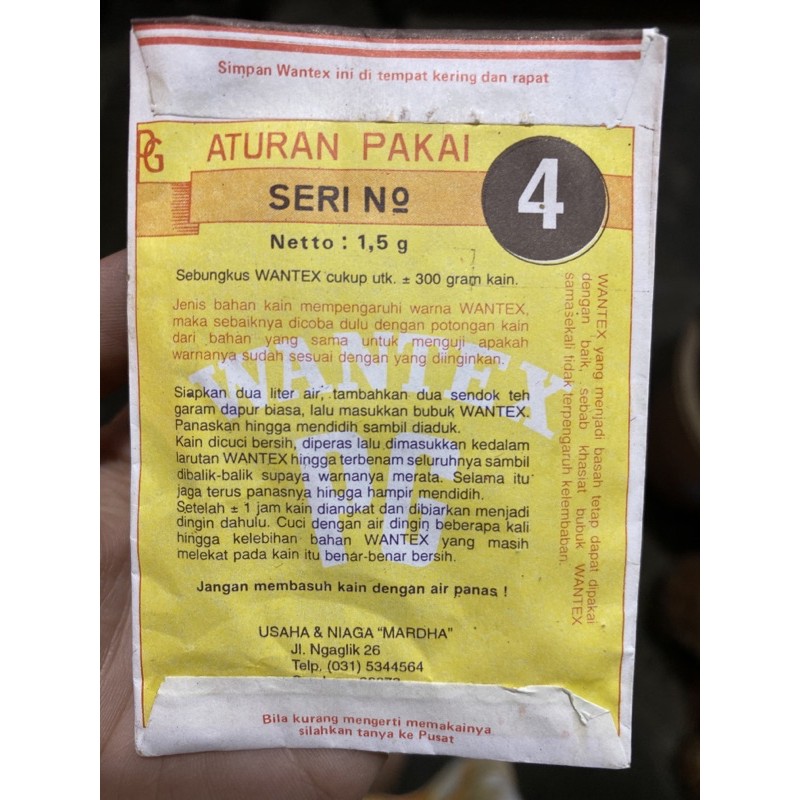 Simpan Wantex ini di tempat kering dan rapat
PG
ATURAN PAKAI
SERI Nº
4
Netto : 1,5 g
Sebungkus WANTEX cukup utk. ± 300 gram kain.
Jenis bahan kain mempengaruhi warna WANTEX,
maka sebaiknya dicoba dulu dengan potongan kain
dari bahan yang sama untuk menguji apakah
warnanya sudah sesuai dengan yang diinginkan.
WANTEX
PG
Siapkan dua liter air, tambahkan dua sendok teh
garam dapur biasa, lalu masukkan bubuk WANTEX.
Panaskan hingga mendidih sambil diaduk.
Kain dicuci bersih, diperas lalu dimasukkan kedalam
larutan WANTEX hingga terbenam seluruhnya sambil
dibalik-balik supaya warnanya merata. Selama itu
jaga terus panasnya hingga hampir mendidih.
Setelah ± 1 jam kain diangkat dan dibiarkan menjadi
dingin dahulu. Cuci dengan air dingin beberapa kali
hingga kelebihan bahan WANTEX yang masih
melekat pada kain itu benar-benar bersih.
Jangan membasuh kain dengan air panas !
WANTEX yang menjadi basah tetap dapat dipakai
dengan baik, sebab khasiat bubuk WANTEX
samasekali tidak terpengaruh kelembaban.
USAHA & NIAGA "MARDHA"
Jl. Ngaglik 26
Telp. (031) 5344564
Bila kurang mengerti memakainya
silahkan tanya ke Pusat